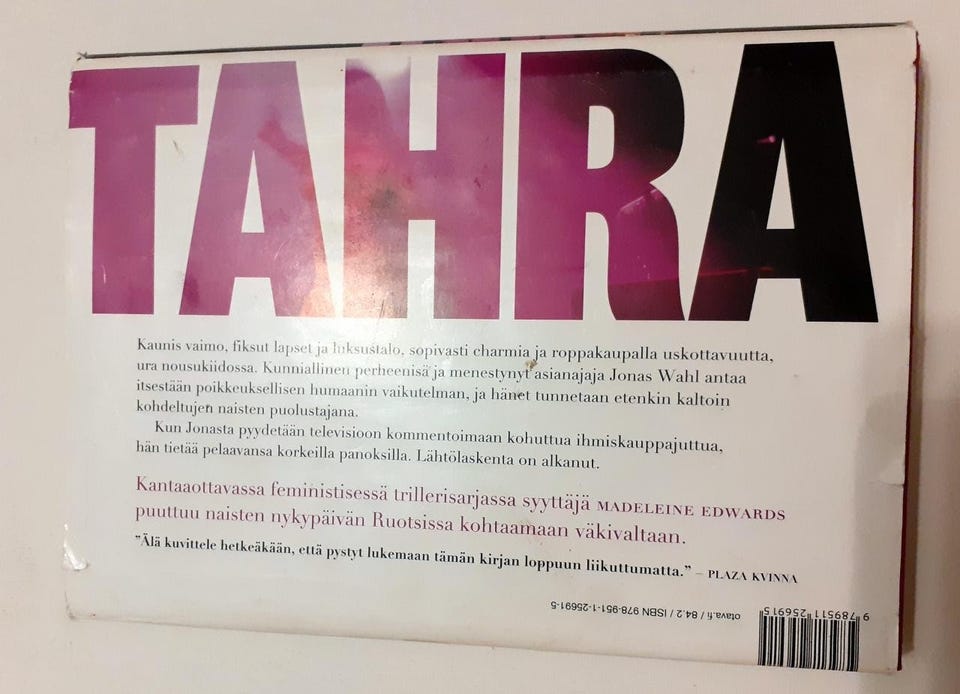 TAHRA
Kaunis vaimo, fiksut lapset ja luksustalo, sopivasti charmia ja roppakaupalla uskottavuutta,
ura nousukiidossa. Kunniallinen perheenisä ja menestynyt asianajaja Jonas Wahl antaa
itsestään poikkeuksellisen humaanin vaikutelman, ja hänet tunnetaan etenkin kaltoin
kohdeltujen naisten puolustajana.
Kun Jonasta pyydetään televisioon kommentoimaan kohuttua ihmiskauppajuttua,
hän tietää pelaavansa korkeilla panoksilla. Lähtölaskenta on alkanut.
Kantaaottavassa feministisessä trillerisarjassa syyttäjä MADELEINE EDWARDS
puuttuu naisten nykypäivän Ruotsissa kohtaamaan väkivaltaan.
”Älä kuvittele hetkeäkään, että pystyt lukemaan tämän kirjan loppuun liikuttumatta.” – PLAZA KVINNA
otava.fi / 84.2 / ISBN 978-951-1-25691-5
9 789511 256915